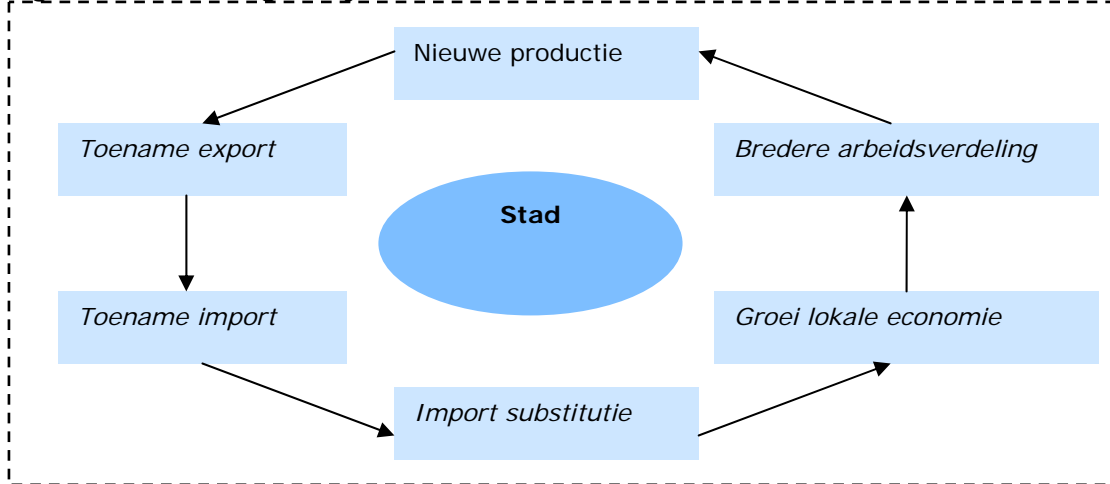 Nieuwe productie
Toename export
Bredere arbeidsverdeling
Stad
Toename import
Groei lokale economie
Import substitutie